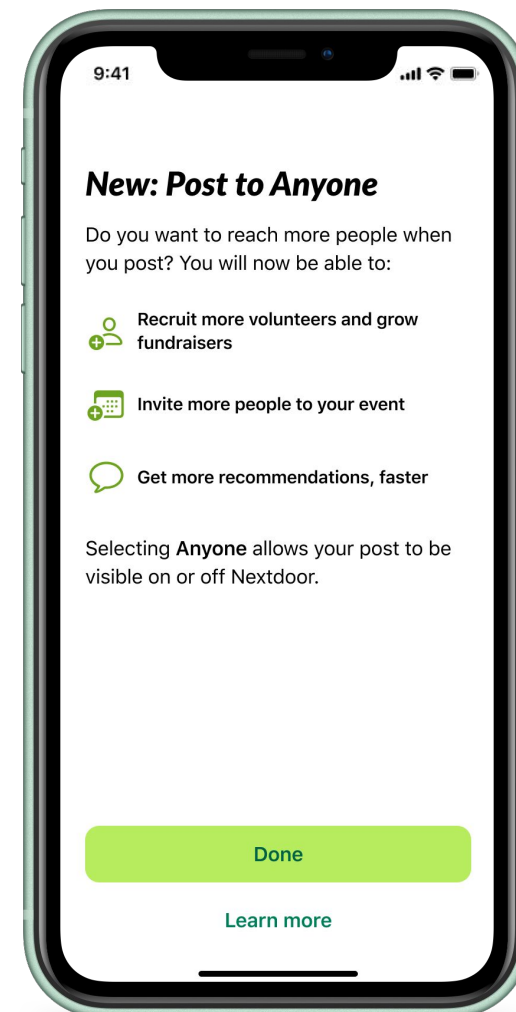 9:41
New: Post to Anyone
Do you want to reach more people when
you post? You will now be able to:
Recruit more volunteers and grow
fundraisers
Invite more people to your event
Get more recommendations, faster
Selecting Anyone allows your post to be
visible on or off Nextdoor.
Done
Learn more